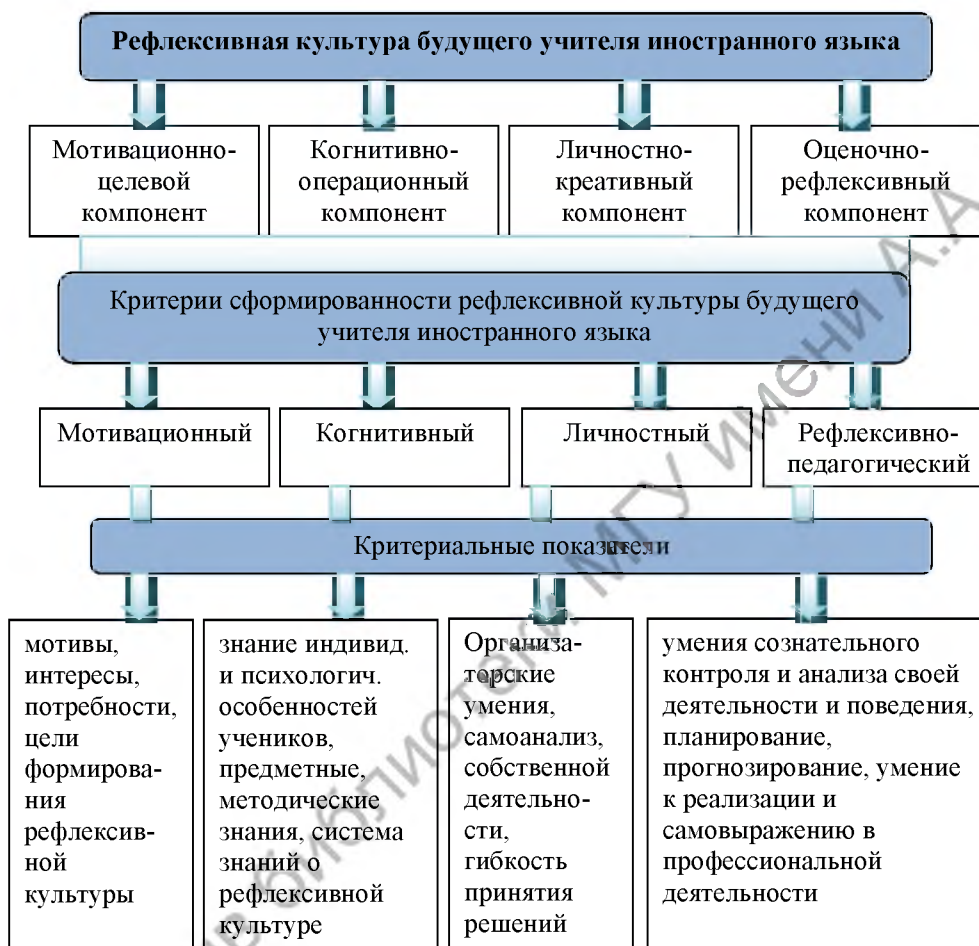 Рефлексивная культура будущего учителя иностранного языка
Мотивационно-
целевой
компонент
Когнитивно-
операционный
компонент
Личностно-
креативный
компонент
Оценочно-
рефлексивный
компонент
Критерии сформированности рефлексивной культуры будущего
учителя иностранного языка
Мотивационный
Когнитивный
Личностный
Рефлексивно-
педагогический
Критериальные показатели
мотивы,
интересы,
потребности,
цели
формирова-
ния
рефлексив-
ной
культуры
знание индивид.
и психологич.
особенностей
учеников,
предметные,
методические
знания, система
знаний о
рефлексивной
культуре
Организа-
торские
умения,
самоанализ,
собственной
деятельно-
сти,
гибкость
принятия
решений
умения сознательного
контроля и анализа своей
деятельности и поведения,
планирование,
прогнозирование, умение
к реализации и
самовыражению в
профессиональной
деятельности
библиотеки МГУ имени А.А